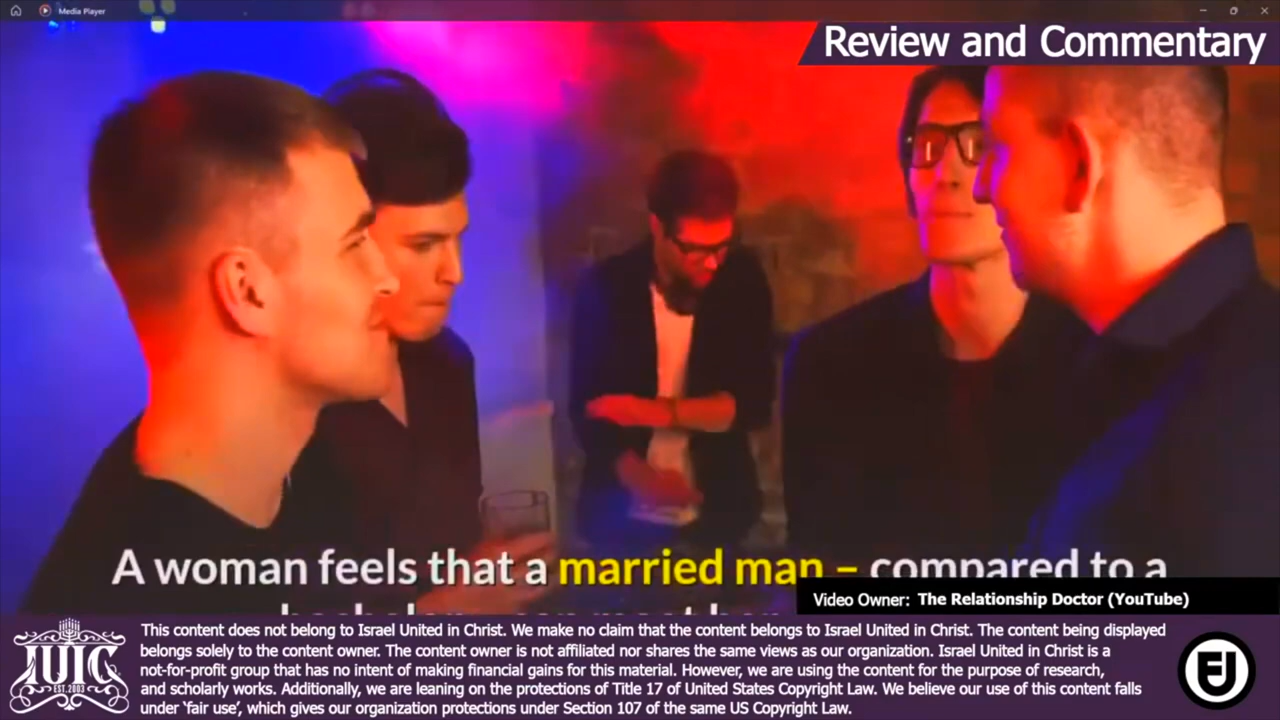 Media Player
Review and Commentary
A woman feels that a married man – compared to a
Video Owner: The Relationship Doctor (YouTube)
This content does not belong to Israel United in Christ. We make no claim that the content belongs to Israel United in Christ. The content being displayed
belongs solely to the content owner. The content owner is not affiliated nor shares the same views as our organization. Israel United in Christ is a
not-for-profit group that has no intent of making financial gains for this material. However, we are using the content for the purpose of research,
and scholarly works. Additionally, we are leaning on the protections of Title 17 of United States Copyright Law. We believe our use of this content falls
under ‘fair use’, which gives our organization protections under Section 107 of the same US Copyright Law.
IUIC
EST.2003